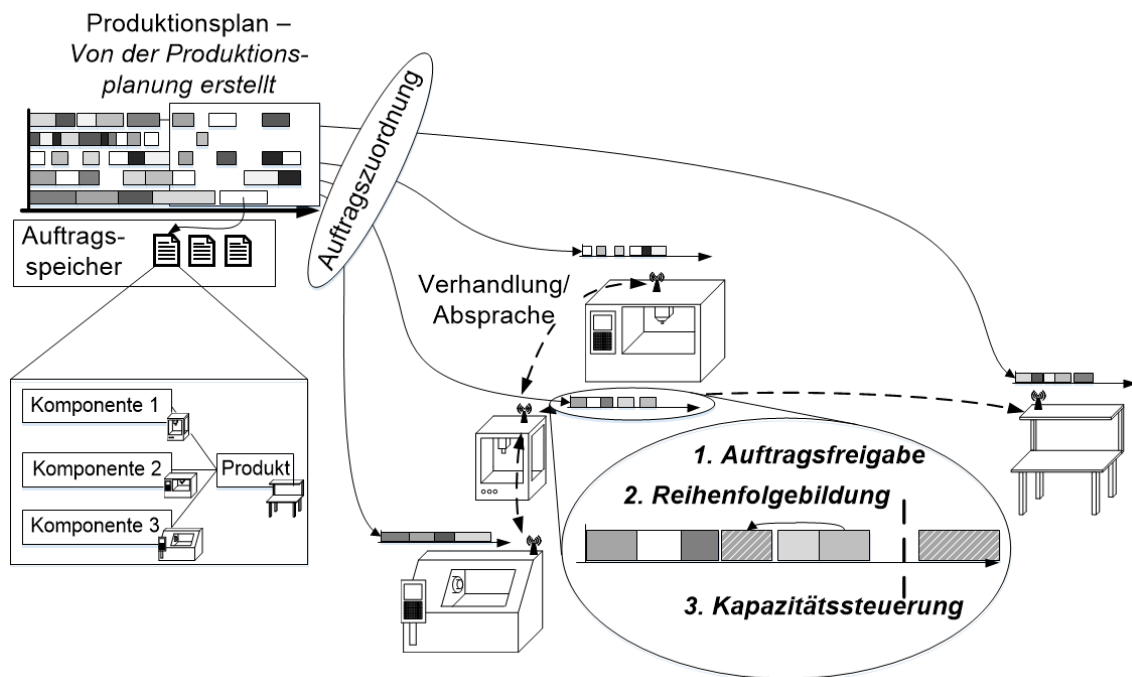 Produktionsplan –
Von der Produktions-
planung erstellt
Auftragszuordnung
Auftrags-
speicher
Verhandlung/
Absprache
Komponente 1
Komponente 2
Produkt
Komponente 3
1. Auftragsfreigabe
2. Reihenfolgebildung
3. Kapazitätssteuerung